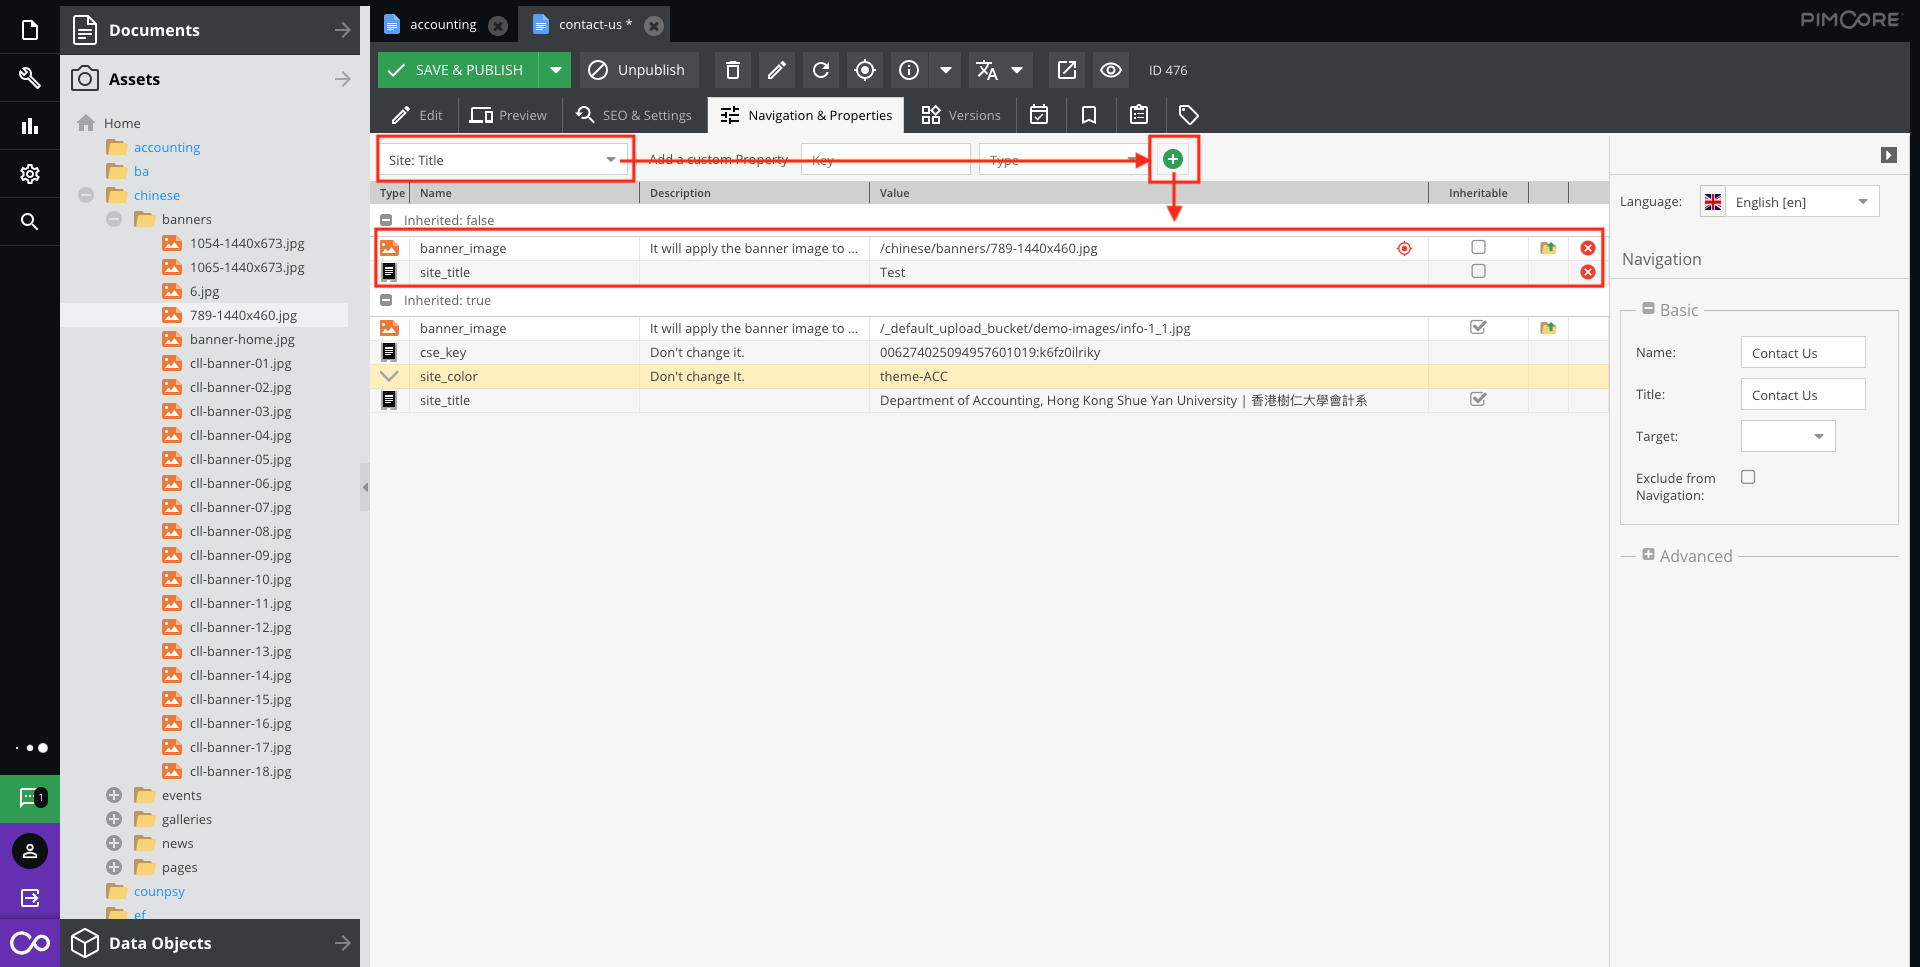 Documents
accounting
contact-us *
PIMCORE
Assets
SAVE & PUBLISH
Unpublish
ID 476
Edit
Preview
SEO & Settings
Navigation & Properties
Versions
Home
accounting
ba
chinese
banners
1054-1440x673.jpg
1065-1440x673.jpg
6.jpg
789-1440x460.jpg
banner-home.jpg
cll-banner-01.jpg
cll-banner-02.jpg
cll-banner-03.jpg
cll-banner-04.jpg
cll-banner-05.jpg
cll-banner-06.jpg
cll-banner-07.jpg
cll-banner-08.jpg
cll-banner-09.jpg
cll-banner-10.jpg
cll-banner-11.jpg
cll-banner-12.jpg
cll-banner-13.jpg
cll-banner-14.jpg
cll-banner-15.jpg
cll-banner-16.jpg
cll-banner-17.jpg
cll-banner-18.jpg
events
galleries
news
pages
counpsy
ef
Data Objects
1
Site: Title
Add a custom Property
Key
Type
Type Name Description Value Inheritable
Inherited: false
banner_image It will apply the banner image to ... /chinese/banners/789-1440x460.jpg
site_title Test
Inherited: true
banner_image It will apply the banner image to ... /_default_upload_bucket/demo-images/info-1_1.jpg
cse_key Don't change it. 006274025094957601019:k6fz0ilriky
site_color Don't change It. theme-ACC
site_title Department of Accounting, Hong Kong Shue Yan University | 香港樹仁大學會計系
Language: English [en]
Navigation
Basic
Name: Contact Us
Title: Contact Us
Target:
Exclude from
Navigation:
Advanced